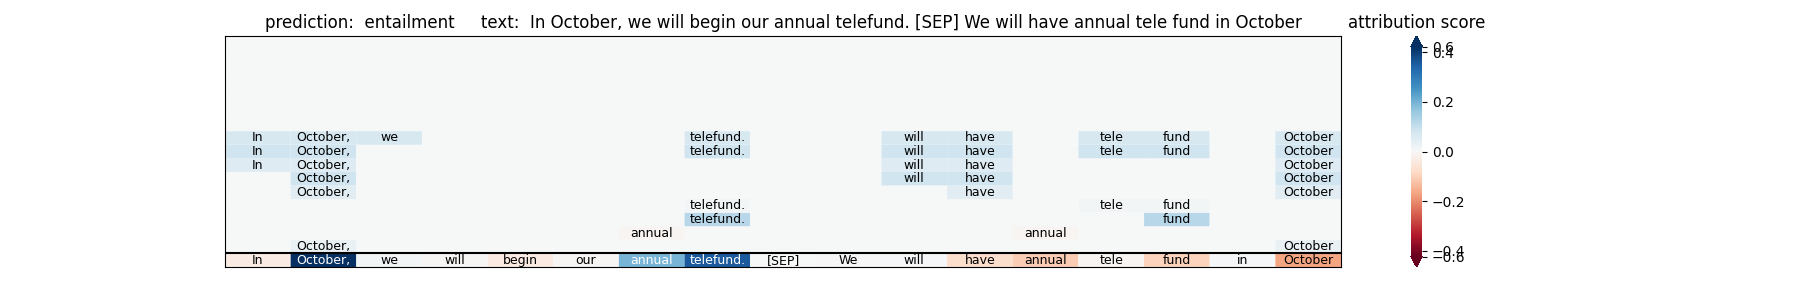 prediction: entailment text: In October, we will begin our annual telefund. [SEP] We will have annual tele fund in October attribution score
In October, we telefund. will have tele fund October
In October, telefund. will have tele fund October
In October, will have October
October, will have October
October, have October
telefund. tele fund
telefund. fund
annual annual
October, October
In October, we will begin our annual telefund. [SEP] We will have annual tele fund in October
0.6
0.4
0.2
0.0
−0.2
−0.4
−0.6